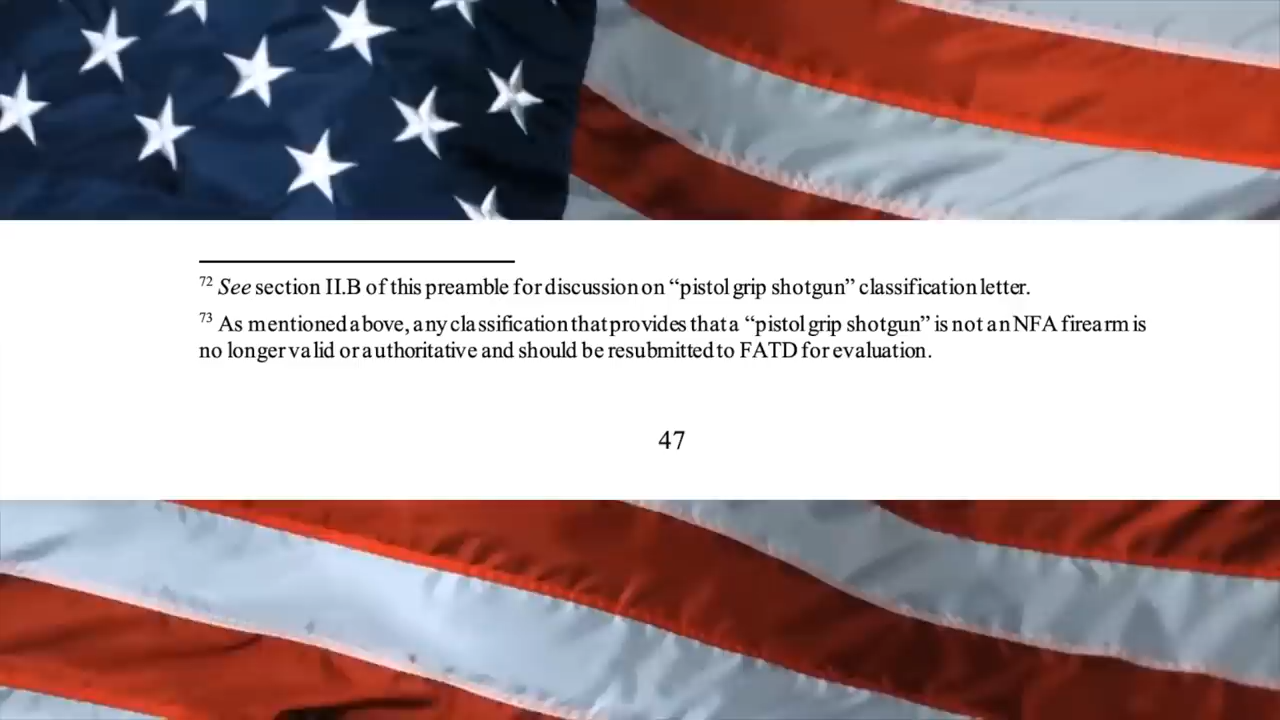 72 See section II.B of this preamble for discussion on “pistol grip shotgun” classification letter.
73 As mentioned above, any classification that provides that a “pistol grip shotgun” is not an NFA firearm is
no longer valid or authoritative and should be resubmitted to FATD for evaluation.
47